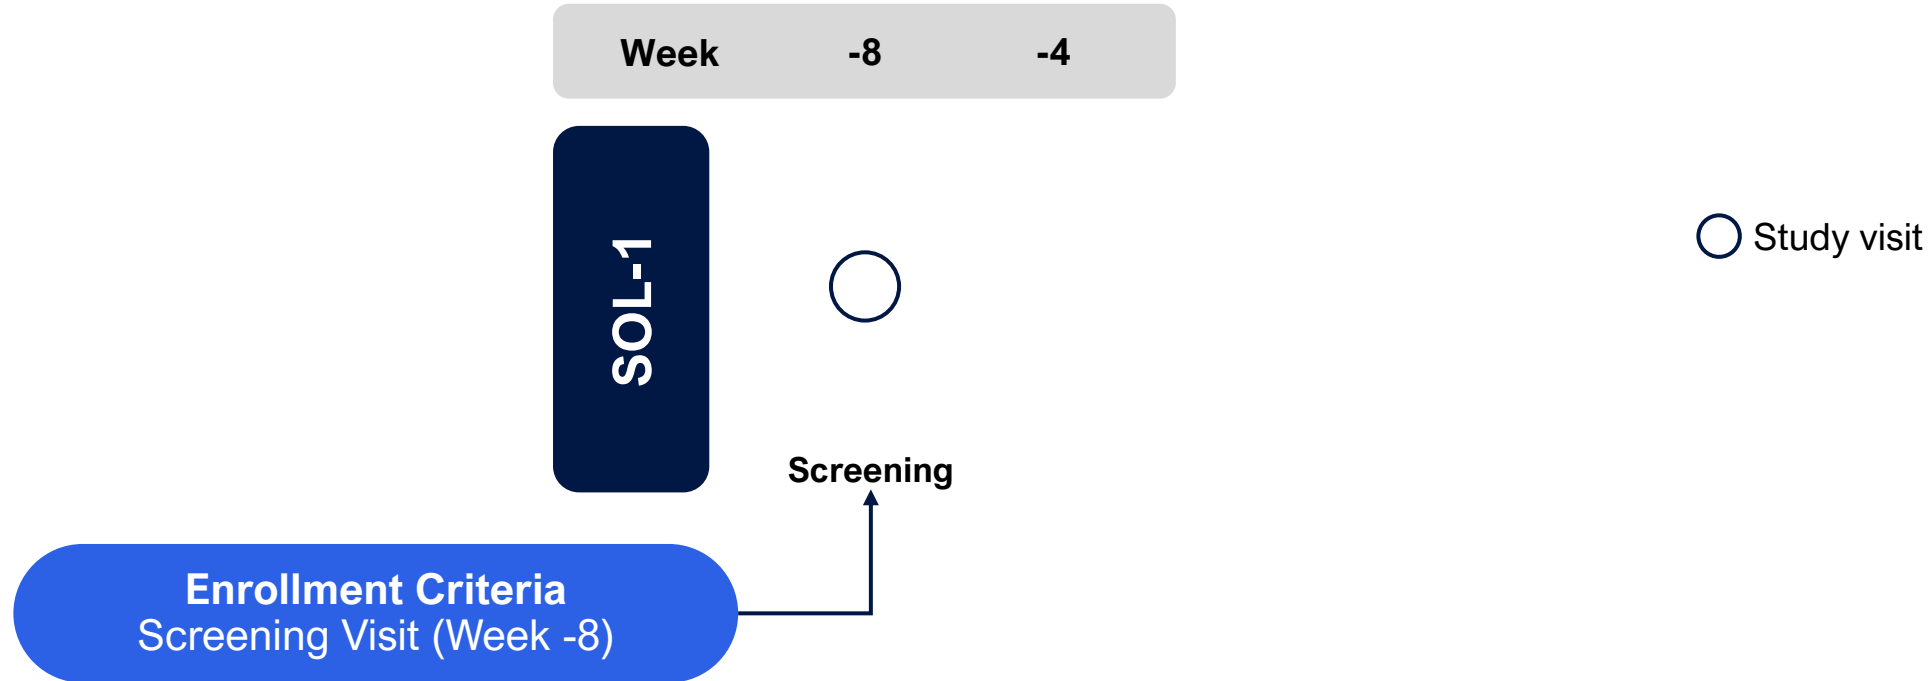 Week -8 -4
SOL-1
Study visit
Screening
Enrollment Criteria
Screening Visit (Week -8)